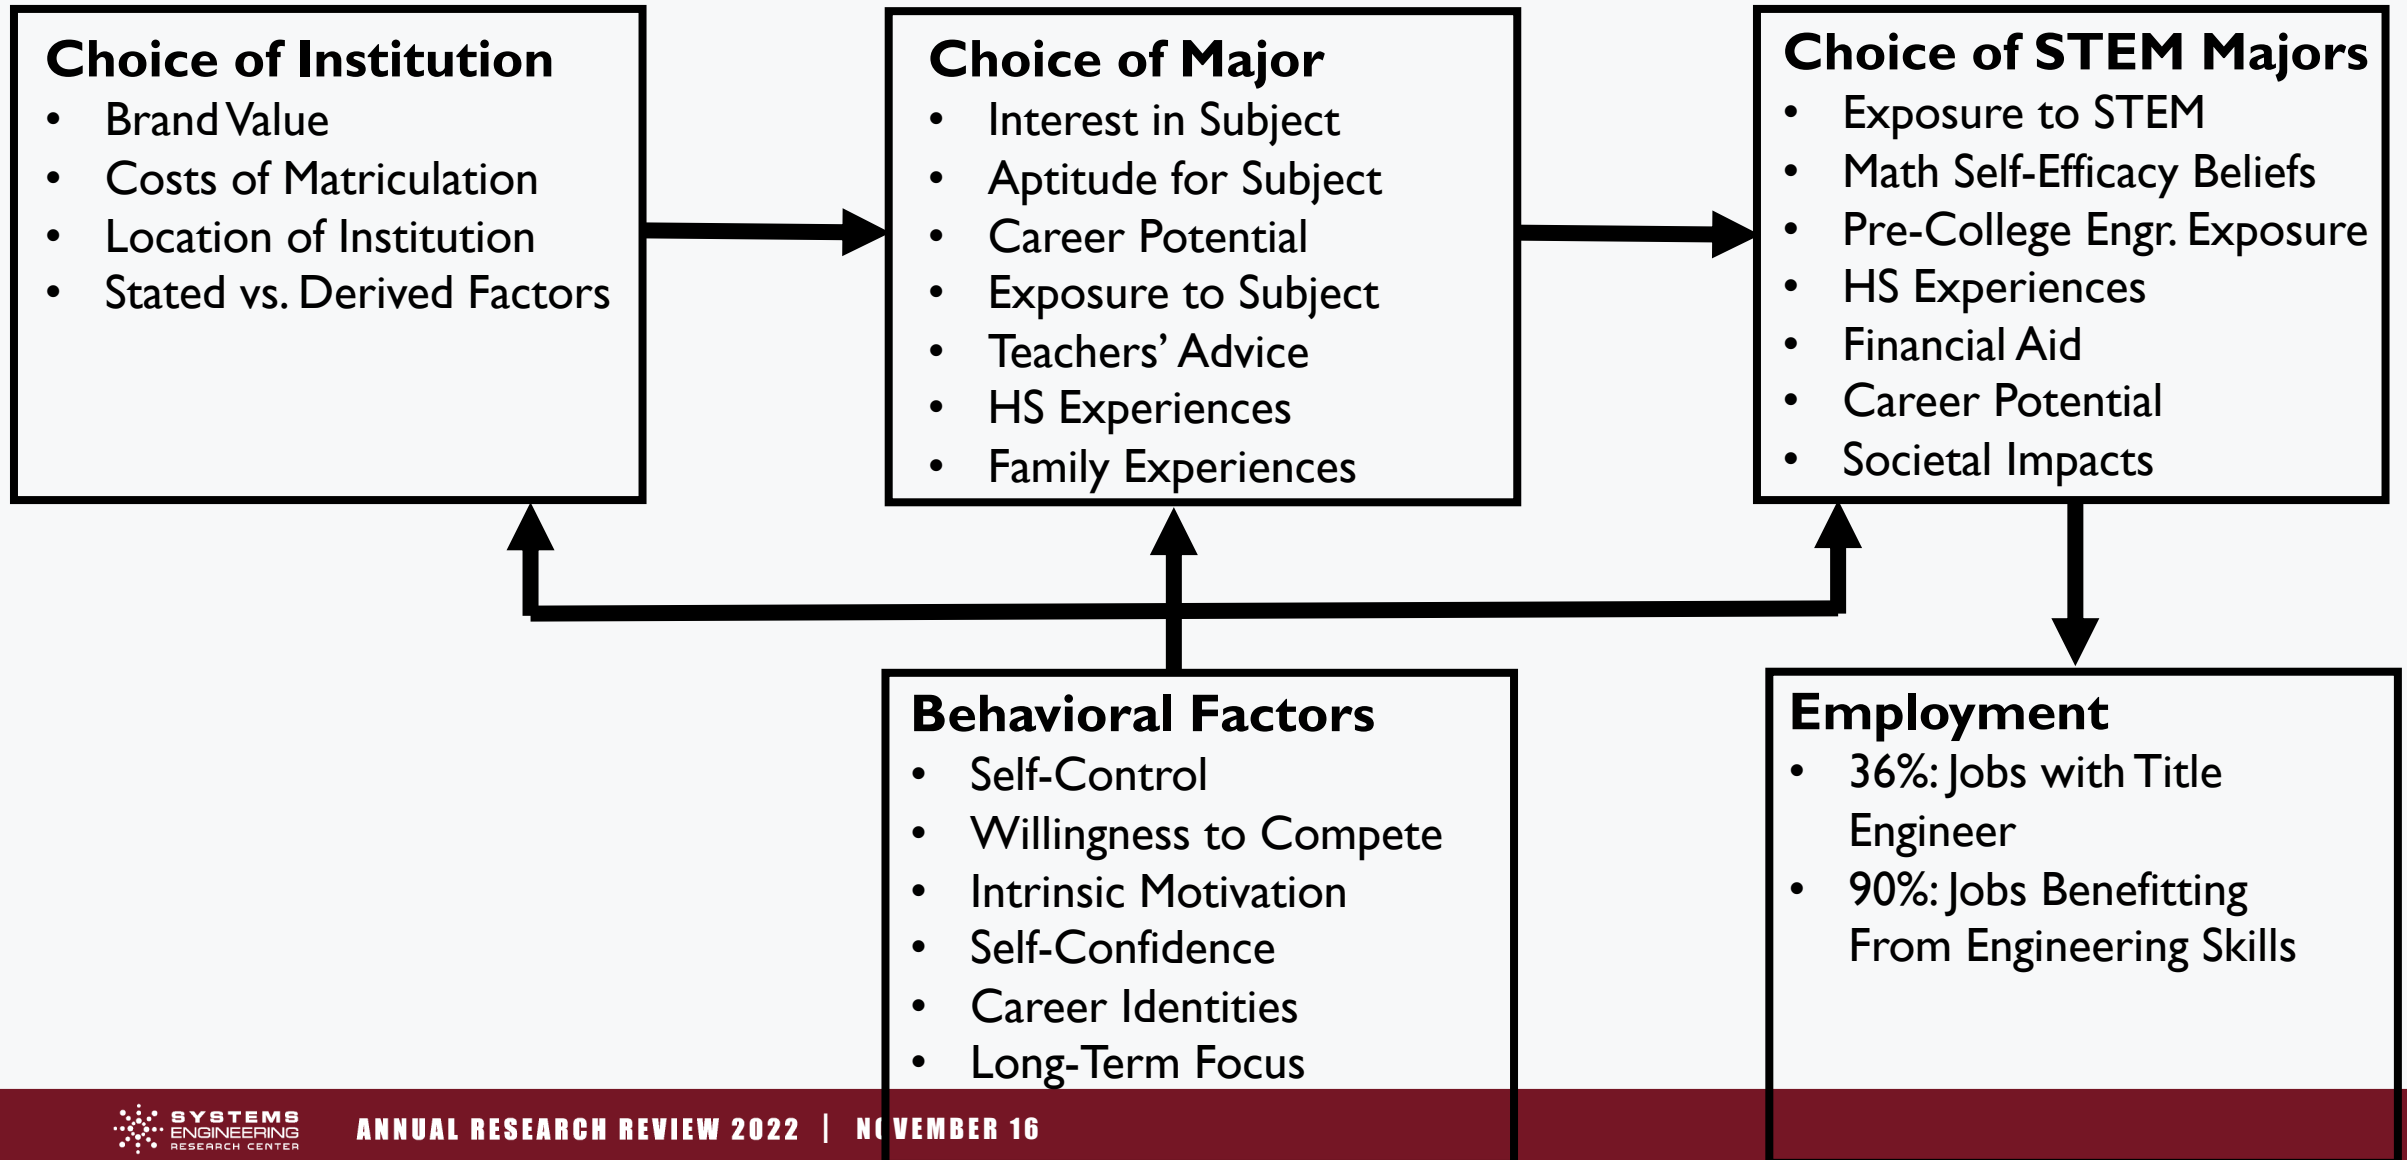 Choice of Institution
• Brand Value
• Costs of Matriculation
• Location of Institution
• Stated vs. Derived Factors
Choice of Major
• Interest in Subject
• Aptitude for Subject
• Career Potential
• Exposure to Subject
• Teachers’ Advice
• HS Experiences
• Family Experiences
Choice of STEM Majors
• Exposure to STEM
• Math Self-Efficacy Beliefs
• Pre-College Engr. Exposure
• HS Experiences
• Financial Aid
• Career Potential
• Societal Impacts
Behavioral Factors
• Self-Control
• Willingness to Compete
• Intrinsic Motivation
• Self-Confidence
• Career Identities
• Long-Term Focus
Employment
• 36%: Jobs with Title
Engineer
• 90%: Jobs Benefitting
From Engineering Skills
SYSTEMS
ENGINEERING
RESEARCH CENTER
ANNUAL RESEARCH REVIEW 2022 | NOVEMBER 16